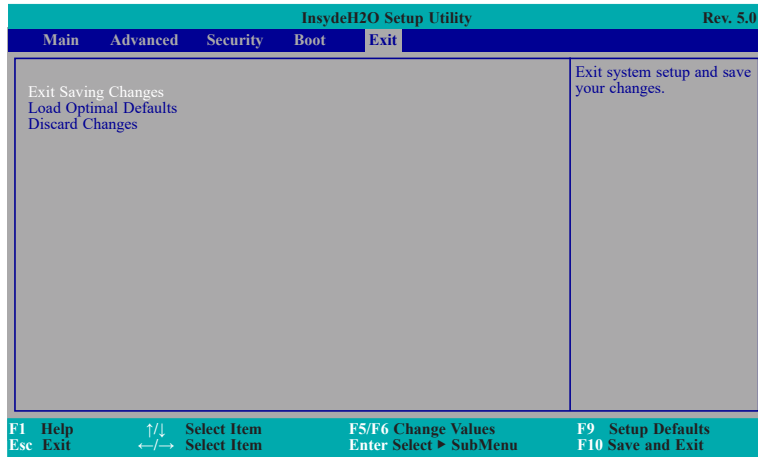 InsydeH2O Setup Utility Rev. 5.0
Main Advanced Security Boot Exit
Exit Saving Changes
Load Optimal Defaults
Discard Changes
Exit system setup and save
your changes.
F1 Help ↑/↓ Select Item F5/F6 Change Values F9 Setup Defaults
Esc Exit ←/→ Select Item Enter Select ▶ SubMenu F10 Save and Exit